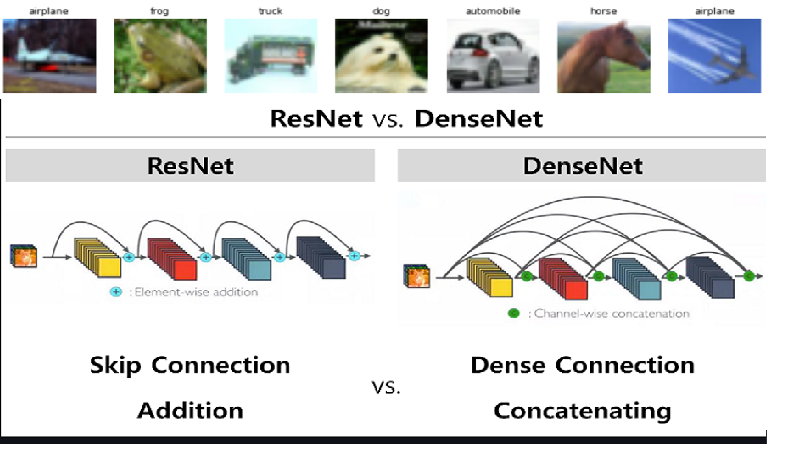 airplane frog truck dog automobile horse airplane
ResNet vs. DenseNet
ResNet DenseNet
: Element-wise addition
C : Channel-wise concatenation
Skip Connection Dense Connection
vs.
Addition Concatenating